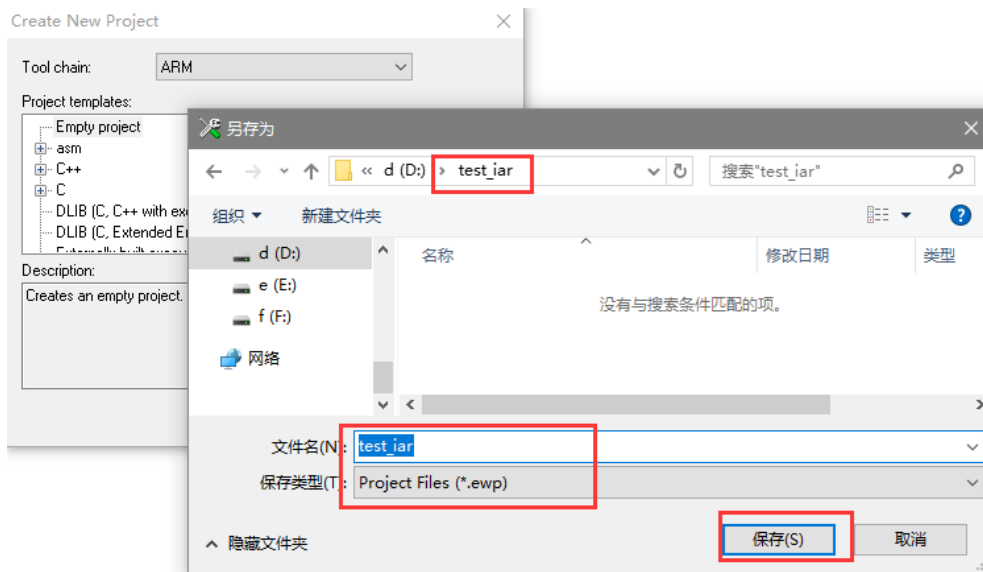 Create New Project
Tool chain: ARM
Project templates:
Empty project
asm
C++
C
DLIB (C, C++ with ex
DLIB (C, Extended E
Description:
Creates an empty project.
另存为
« d (D:) › test_iar
搜索"test_iar"
组织 新建文件夹
d (D:)
e (E:)
f (F:)
网络
名称 修改日期 类型
没有与搜索条件匹配的项。
文件名(N): test_iar
保存类型(T): Project Files (*.ewp)
隐藏文件夹
保存(S) 取消